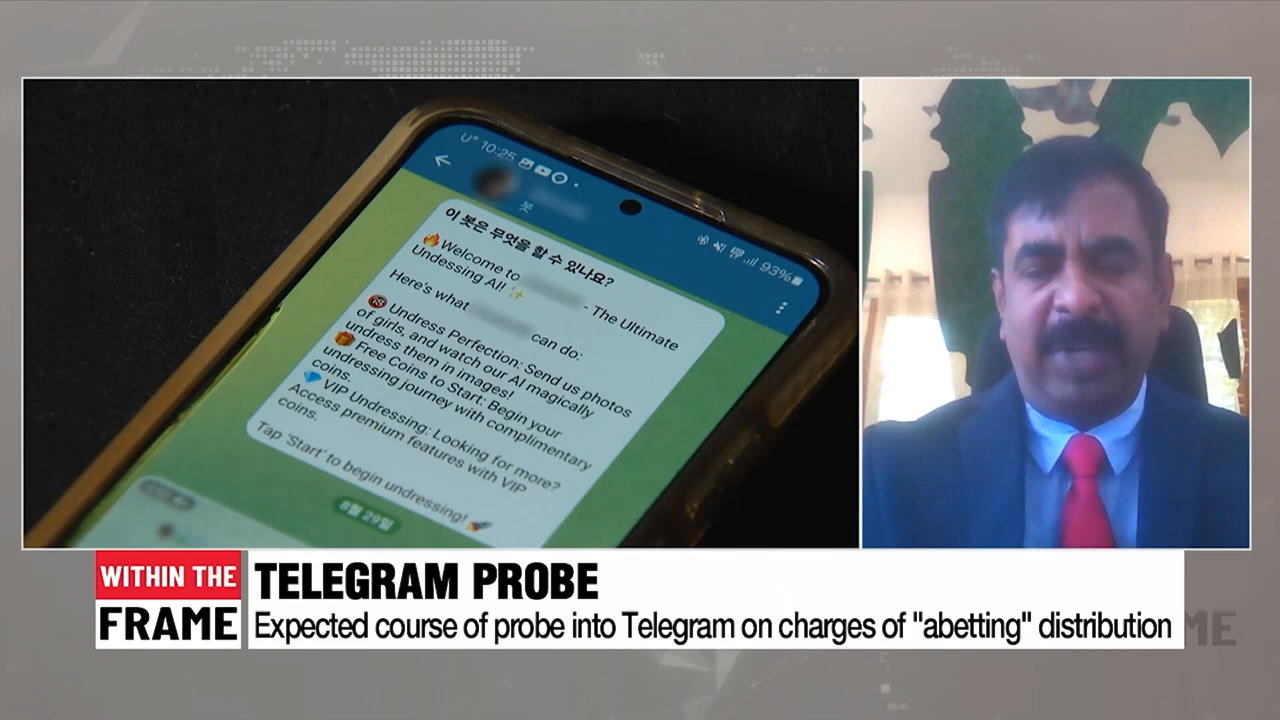 U+ 10:25
93%
봇
이 봇은 무엇을 할 수 있나요?
🔥Welcome to - The Ultimate
Undessing AI! ✨
Here's what can do:
🔞 Undress Perfection: Send us photos
of girls, and watch our AI magically
undress them in images!
🎁 Free Coins to Start: Begin your
undressing journey with complimentary
coins.
💎 VIP Undressing: Looking for more?
Access premium features with VIP
coins.
Tap 'Start' to begin undressing! 🚀
8월 29일
WITHIN THE
FRAME
TELEGRAM PROBE
Expected course of probe into Telegram on charges of "abetting" distribution
ME